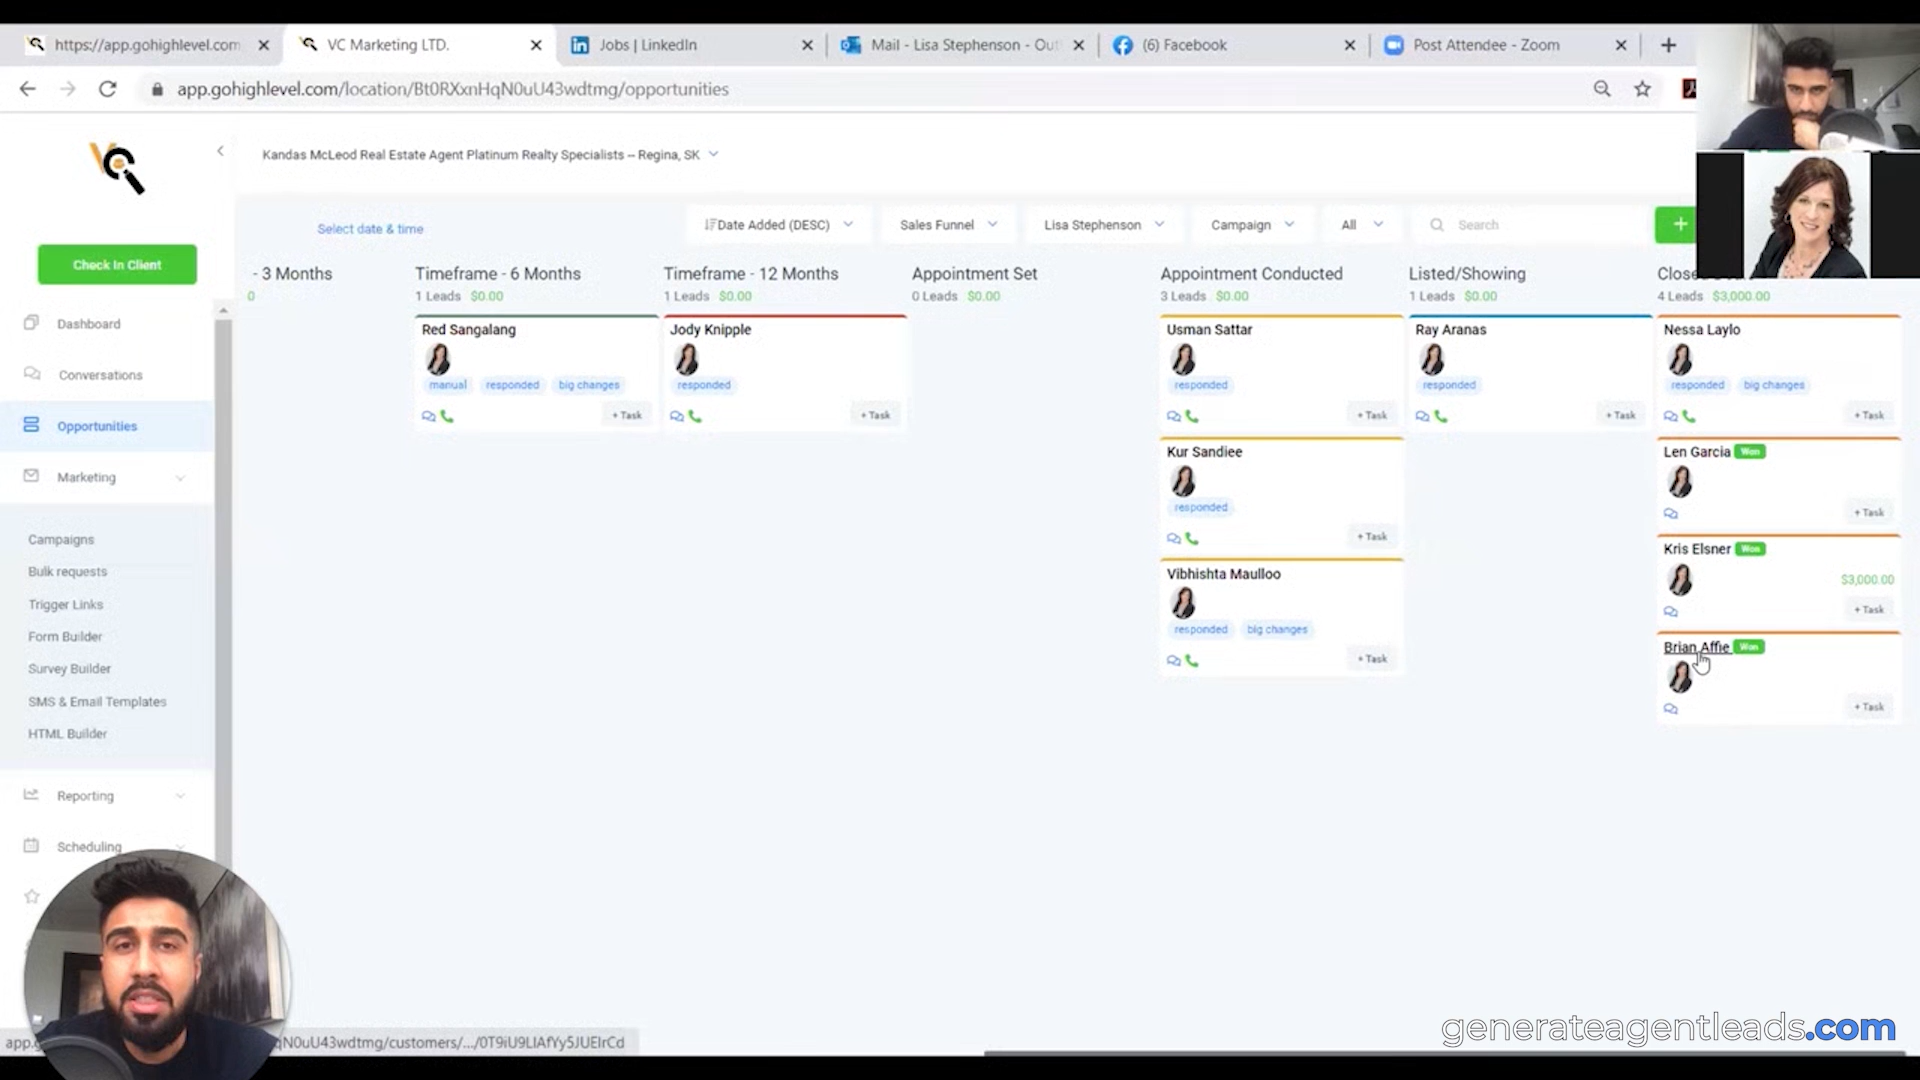 https://app.gohighlevel.com
VC Marketing LTD.
Jobs | LinkedIn
Mail - Lisa Stephenson - Out
(6) Facebook
Post Attendee - Zoom
app.gohighlevel.com/location/Bt0RXxnHqN0uU43wdtmg/opportunities
Kandas McLeod Real Estate Agent Platinum Realty Specialists -- Regina, SK
Check In Client
Dashboard
Conversations
Opportunities
Marketing
Campaigns
Bulk requests
Trigger Links
Form Builder
Survey Builder
SMS & Email Templates
HTML Builder
Reporting
Scheduling
Select date & time
Date Added (DESC)
Sales Funnel
Lisa Stephenson
Campaign
All
Search
- 3 Months
0
Timeframe - 6 Months
1 Leads $0.00
Red Sangalang
manual responded big changes
+ Task
Timeframe - 12 Months
1 Leads $0.00
Jody Knipple
responded
+ Task
Appointment Set
0 Leads $0.00
Appointment Conducted
3 Leads $0.00
Usman Sattar
responded
+ Task
Kur Sandiee
responded
+ Task
Vibhishta Maulloo
responded big changes
+ Task
Listed/Showing
1 Leads $0.00
Ray Aranas
responded
+ Task
Close
4 Leads $3,000.00
Nessa Laylo
responded big changes
+ Task
Len Garcia Won
+ Task
Kris Elsner Won
$3,000.00
+ Task
Brian Affie Won
+ Task
generateagentleads.com